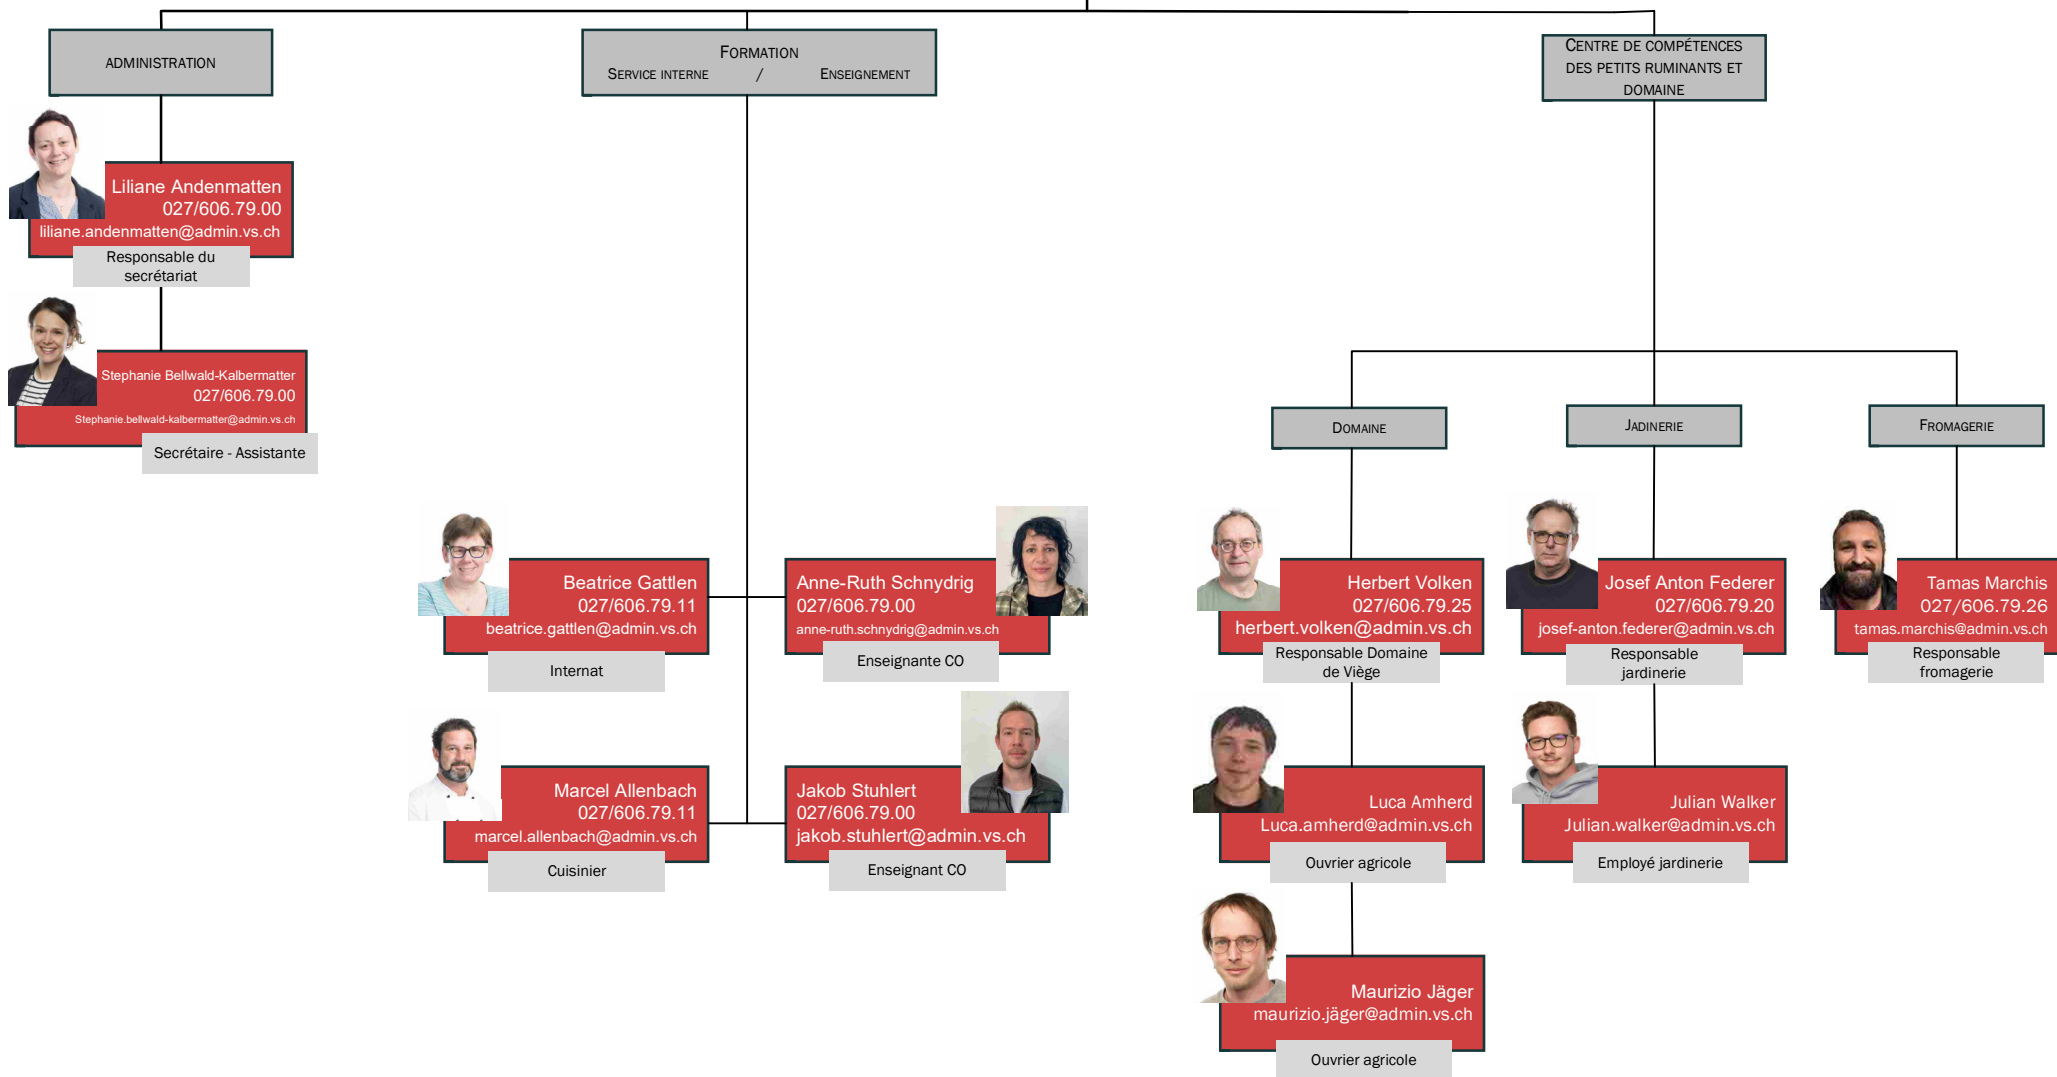 ADMINISTRATION
Liliane Andenmatten
027/606.79.00
liliane.andenmatten@admin.vs.ch
Responsable du
secrétariat
Stephanie Bellwald-Kalbermatter
027/606.79.00
Stephanie.bellwald-kalbermatter@admin.vs.ch
Secrétaire - Assistante
FORMATION
SERVICE INTERNE / ENSEIGNEMENT
Beatrice Gattlen
027/606.79.11
beatrice.gattlen@admin.vs.ch
Internat
Anne-Ruth Schnydrig
027/606.79.00
anne-ruth.schnydrig@admin.vs.ch
Enseignante CO
Marcel Allenbach
027/606.79.11
marcel.allenbach@admin.vs.ch
Cuisinier
Jakob Stuhlert
027/606.79.00
jakob.stuhlert@admin.vs.ch
Enseignant CO
CENTRE DE COMPÉTENCES
DES PETITS RUMINANTS ET
DOMAINE
DOMAINE
Herbert Volken
027/606.79.25
herbert.volken@admin.vs.ch
Responsable Domaine
de Viège
Luca Amherd
Luca.amherd@admin.vs.ch
Ouvrier agricole
Maurizio Jäger
maurizio.jäger@admin.vs.ch
Ouvrier agricole
JADINERIE
Josef Anton Federer
027/606.79.20
josef-anton.federer@admin.vs.ch
Responsable
jardinerie
Julian Walker
Julian.walker@admin.vs.ch
Employé jardinerie
FROMAGERIE
Tamas Marchis
027/606.79.26
tamas.marchis@admin.vs.ch
Responsable
fromagerie